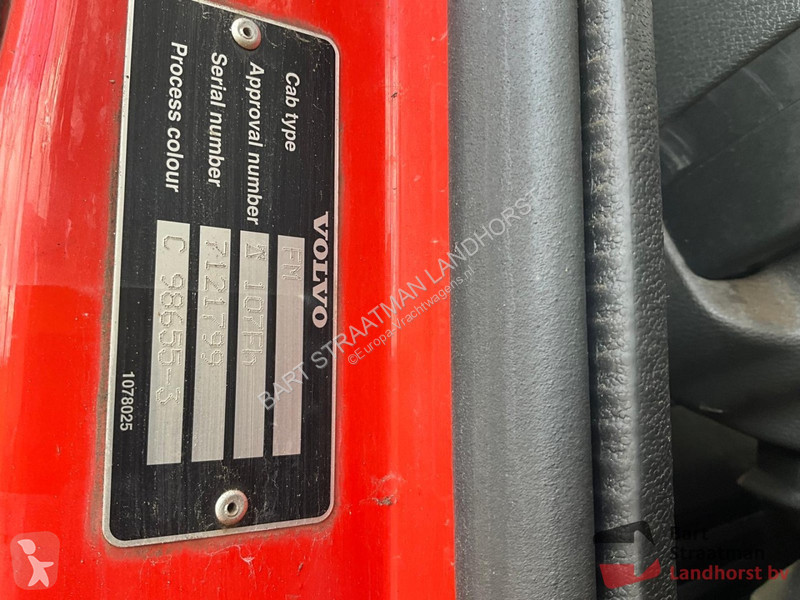 VOLVO
Cab type FM
Approval number
Serial number 7121799
Process colour C 98655-3
1078025
BART STRAATMAN LANDHORST
©Europa-Vrachtwagens.nl
Bart
Straatman
Landhorst bv